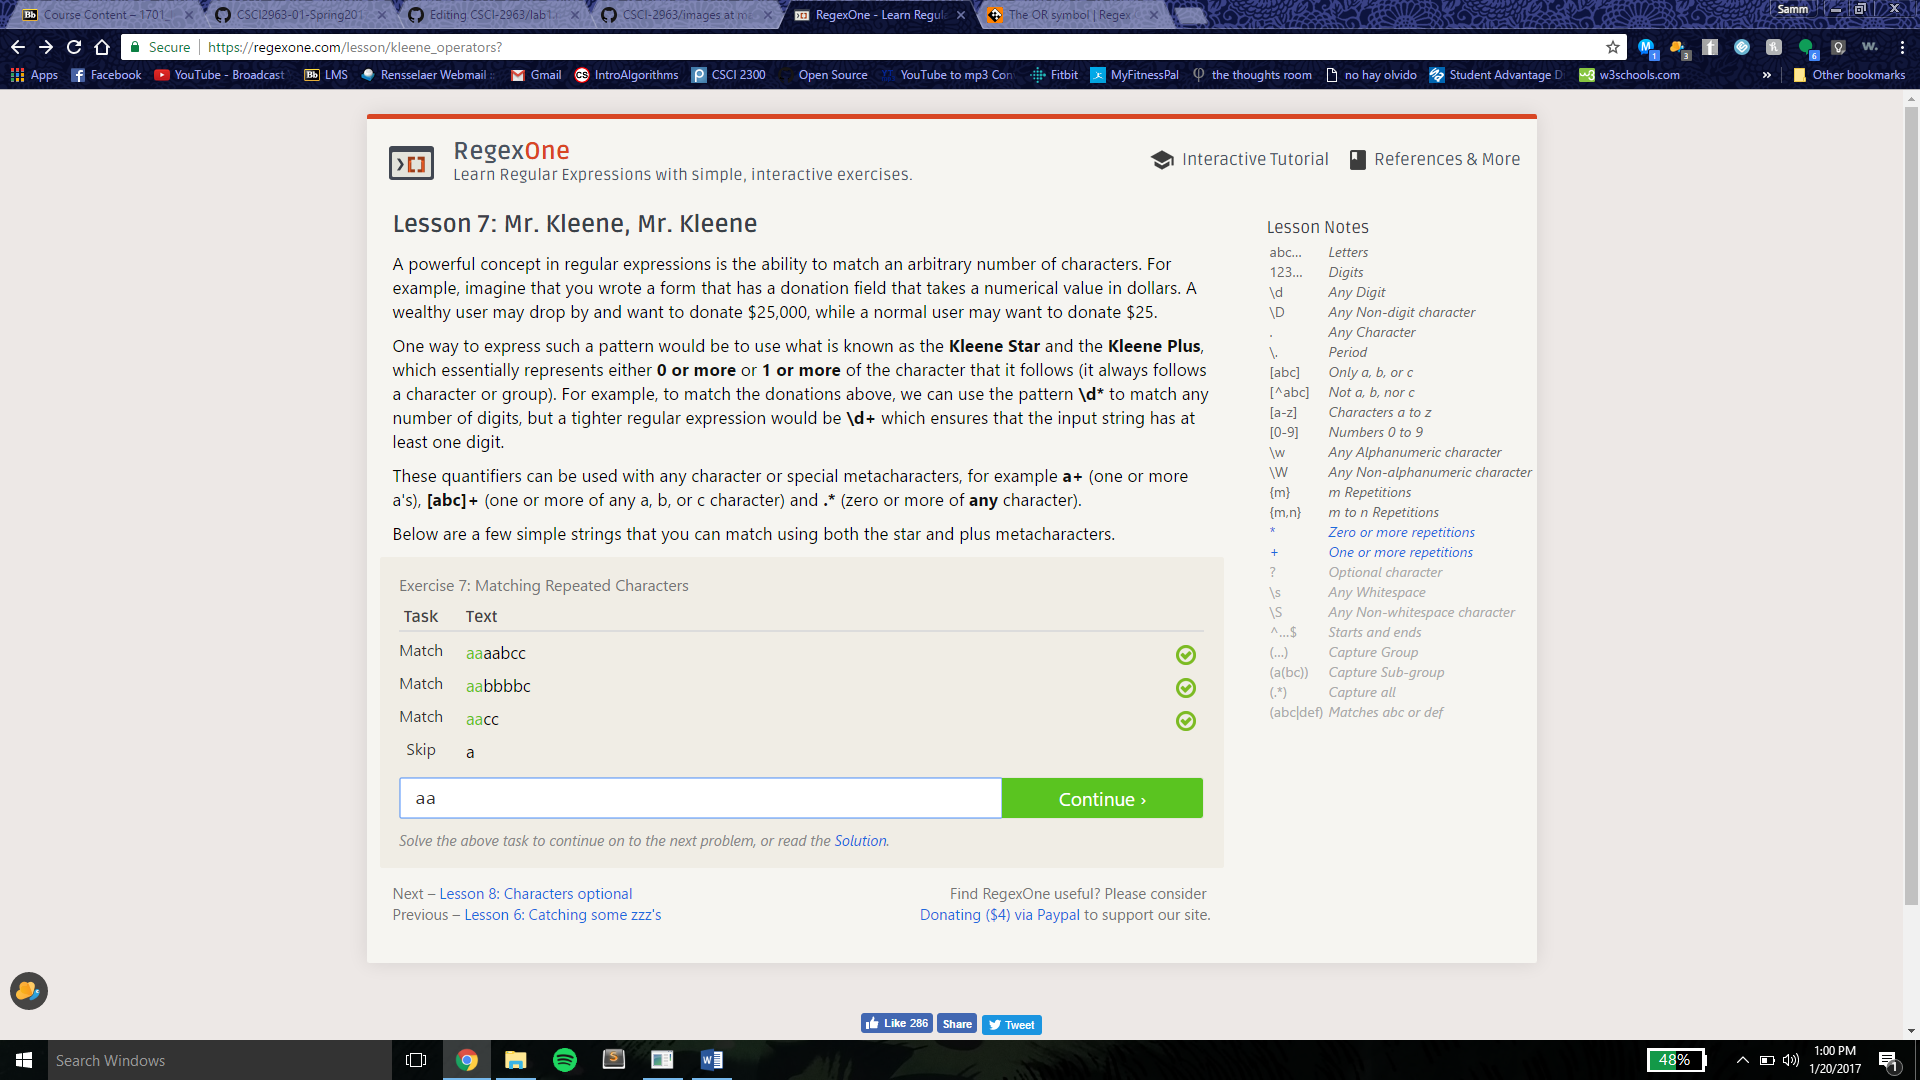 Course Content – 1701_
CSCI2963-01-Spring201
Editing CSCI-2963/lab1
CSCI-2963/images at m
RegexOne - Learn Regul
The OR symbol | Regex
Samm
Secure
https://regexone.com/lesson/kleene_operators?
Apps
Facebook
YouTube - Broadcast
LMS
Rensselaer Webmail :
Gmail
IntroAlgorithms
CSCI 2300
Open Source
YouTube to mp3 Con
Fitbit
MyFitnessPal
the thoughts room
no hay olvido
Student Advantage D
w3schools.com
»
Other bookmarks
RegexOne
Learn Regular Expressions with simple, interactive exercises.
Interactive Tutorial
References & More
Lesson 7: Mr. Kleene, Mr. Kleene
A powerful concept in regular expressions is the ability to match an arbitrary number of characters. For
example, imagine that you wrote a form that has a donation field that takes a numerical value in dollars. A
wealthy user may drop by and want to donate $25,000, while a normal user may want to donate $25.
One way to express such a pattern would be to use what is known as the Kleene Star and the Kleene Plus,
which essentially represents either 0 or more or 1 or more of the character that it follows (it always follows
a character or group). For example, to match the donations above, we can use the pattern \d* to match any
number of digits, but a tighter regular expression would be \d+ which ensures that the input string has at
least one digit.
These quantifiers can be used with any character or special metacharacters, for example a+ (one or more
a's), [abc]+ (one or more of any a, b, or c character) and .* (zero or more of any character).
Below are a few simple strings that you can match using both the star and plus metacharacters.
Exercise 7: Matching Repeated Characters
Task Text
Match aaaabcc
Match aabbbbc
Match aacc
Skip a
aa
Continue ›
Solve the above task to continue on to the next problem, or read the Solution.
Next – Lesson 8: Characters optional
Previous – Lesson 6: Catching some zzz's
Find RegexOne useful? Please consider
Donating ($4) via Paypal to support our site.
Lesson Notes
abc... Letters
123... Digits
\d Any Digit
\D Any Non-digit character
. Any Character
\. Period
[abc] Only a, b, or c
[^abc] Not a, b, nor c
[a-z] Characters a to z
[0-9] Numbers 0 to 9
\w Any Alphanumeric character
\W Any Non-alphanumeric character
{m} m Repetitions
{m,n} m to n Repetitions
* Zero or more repetitions
+ One or more repetitions
? Optional character
\s Any Whitespace
\S Any Non-whitespace character
^...$ Starts and ends
(...) Capture Group
(a(bc)) Capture Sub-group
(.*) Capture all
(abc|def) Matches abc or def
Like 286
Share
Tweet
Search Windows
48%
1:00 PM
1/20/2017
1